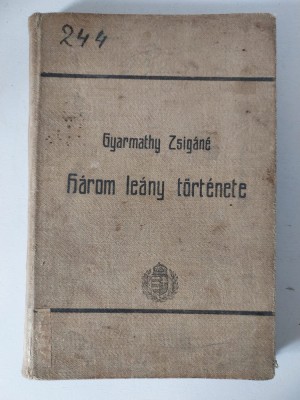 244
Gyarmathy Zsigáné
Három leány története